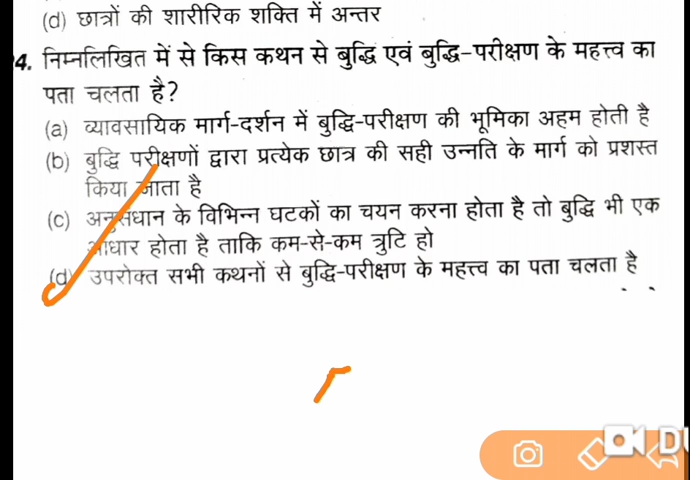 (d) छात्रों की शारीरिक शक्ति में अन्तर
4. निम्नलिखित में से किस कथन से बुद्धि एवं बुद्धि-परीक्षण के महत्त्व का
पता चलता है?
(a) व्यावसायिक मार्ग-दर्शन में बुद्धि-परीक्षण की भूमिका अहम होती है
(b) बुद्धि परीक्षणों द्वारा प्रत्येक छात्र की सही उन्नति के मार्ग को प्रशस्त
किया जाता है
(c) अनुसंधान के विभिन्न घटकों का चयन करना होता है तो बुद्धि भी एक
आधार होता है ताकि कम-से-कम त्रुटि हो
(d) उपरोक्त सभी कथनों से बुद्धि-परीक्षण के महत्त्व का पता चलता है